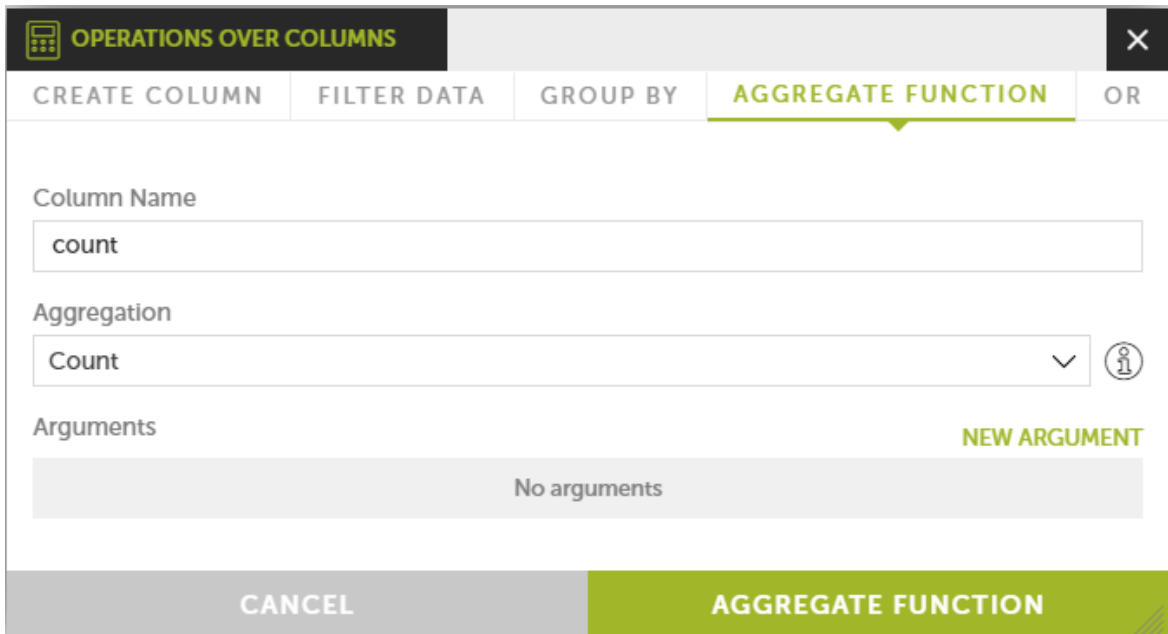 OPERATIONS OVER COLUMNS
CREATE COLUMN FILTER DATA GROUP BY AGGREGATE FUNCTION OR
Column Name
count
Aggregation
Count
Arguments
NEW ARGUMENT
No arguments
CANCEL AGGREGATE FUNCTION